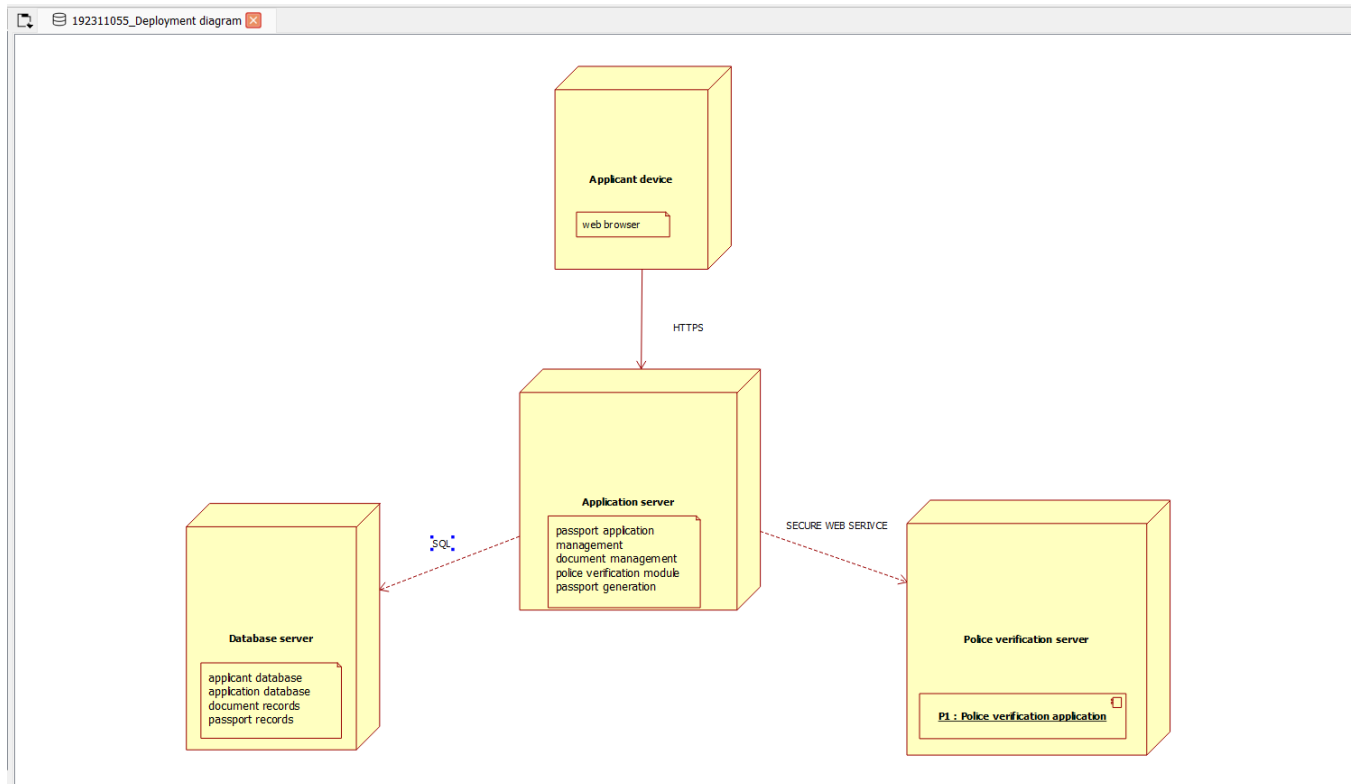 192311055_Deployment diagram
Applicant device
web browser
HTTPS
Application server
passport application
management
document management
police verification module
passport generation
SQL
SECURE WEB SERIVCE
Database server
applcant database
application database
document records
passport records
Police verification server
P1 : Police verification application